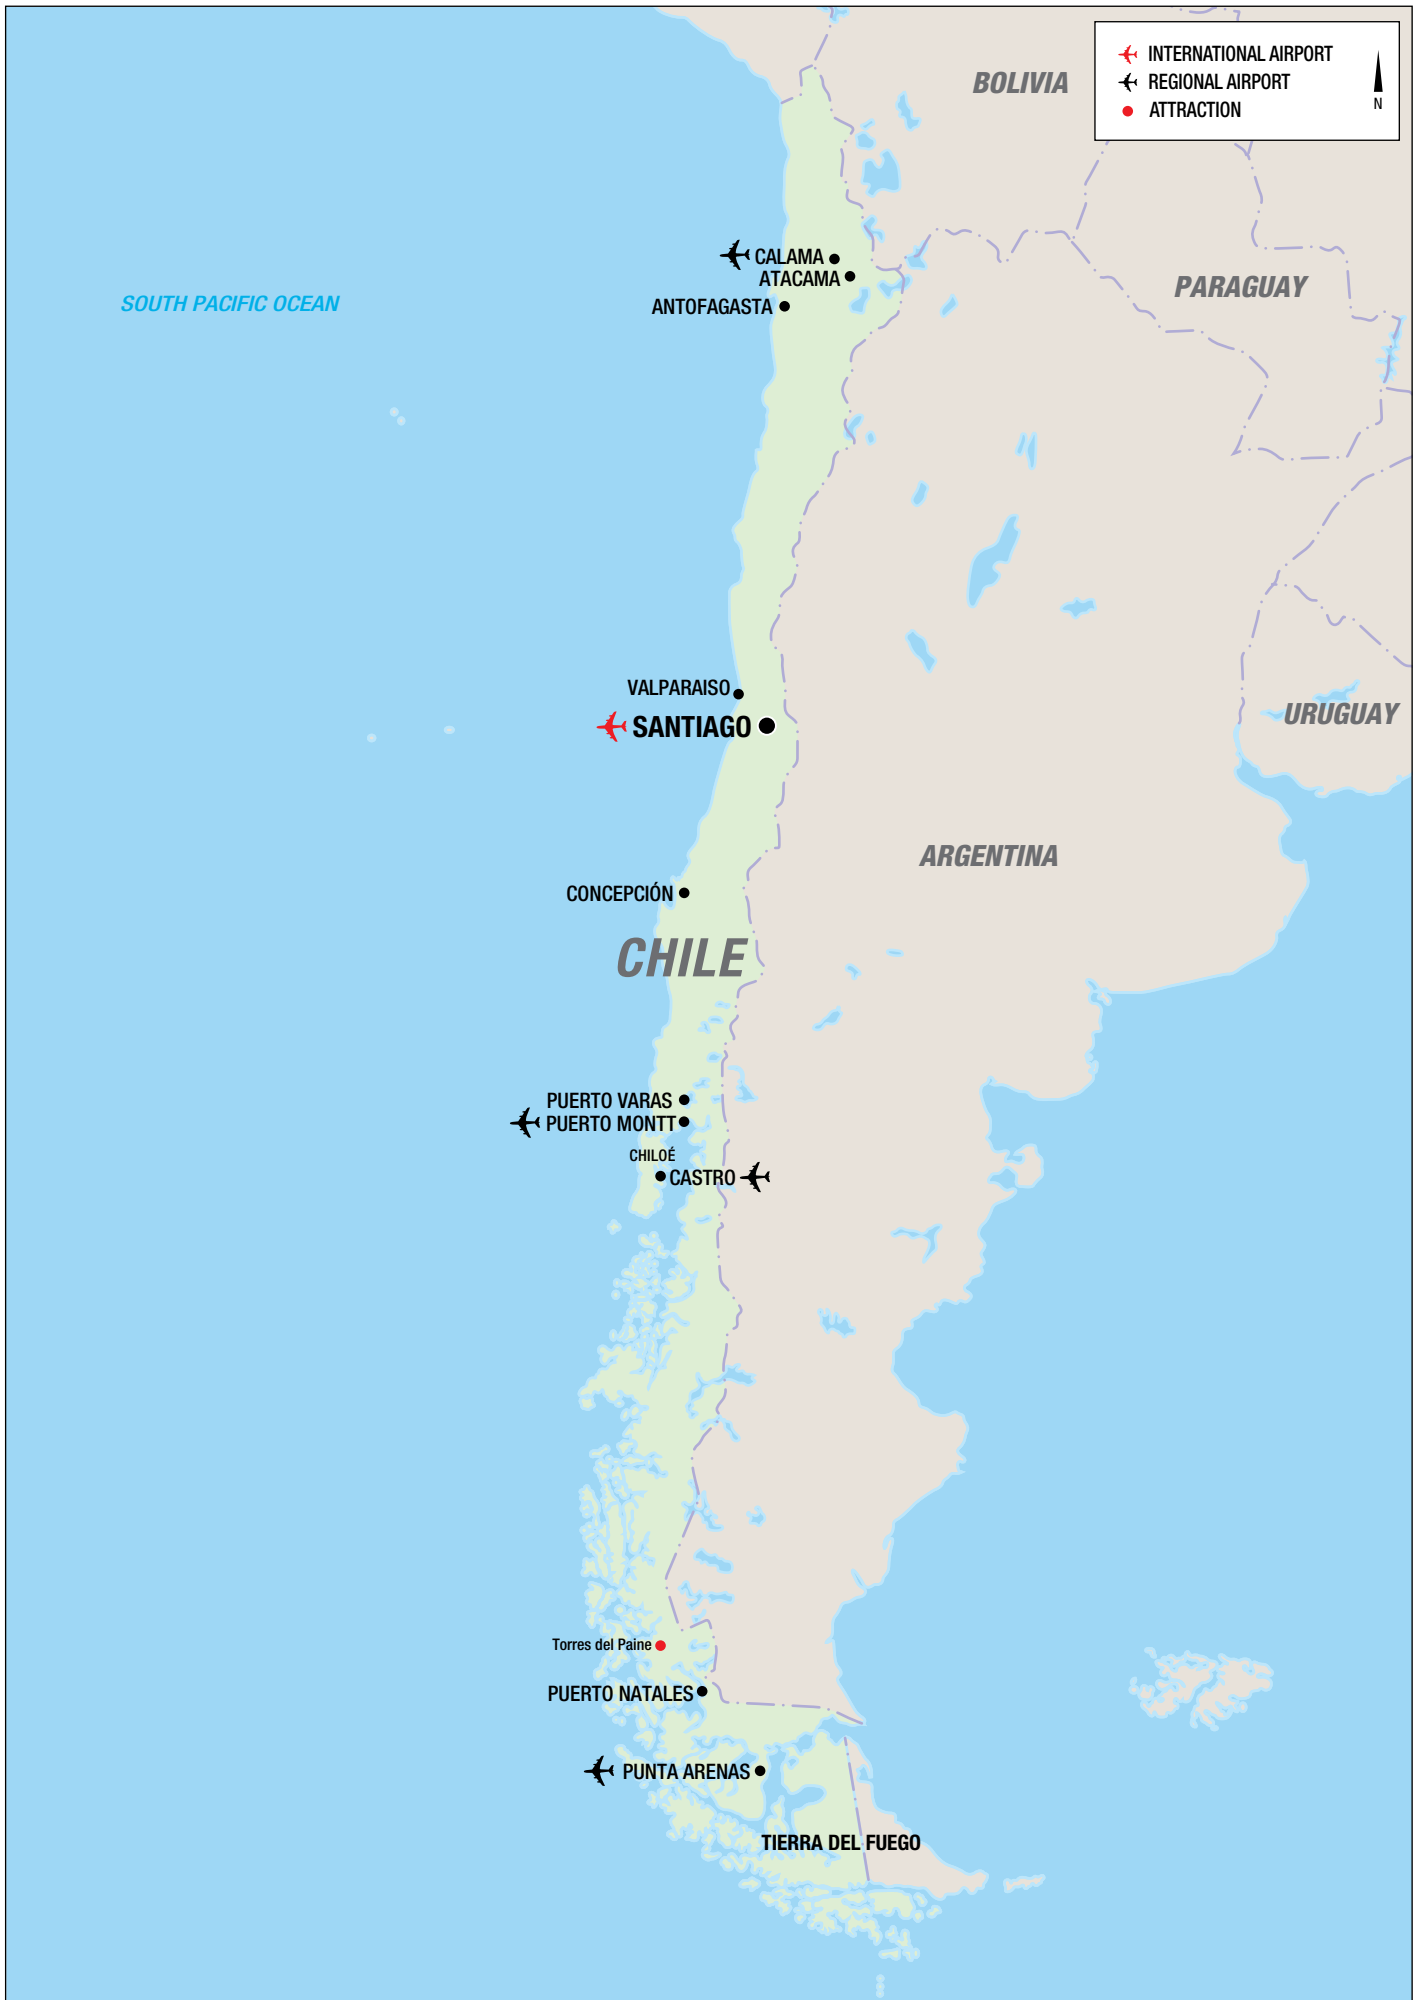 INTERNATIONAL AIRPORT
REGIONAL AIRPORT
ATTRACTION
N
BOLIVIA
CALAMA
ATACAMA
ANTOFAGASTA
SOUTH PACIFIC OCEAN
PARAGUAY
VALPARAISO
SANTIAGO
URUGUAY
ARGENTINA
CONCEPCIÓN
CHILE
PUERTO VARAS
PUERTO MONTT
CHILOÉ
CASTRO
Torres del Paine
PUERTO NATALES
PUNTA ARENAS
TIERRA DEL FUEGO